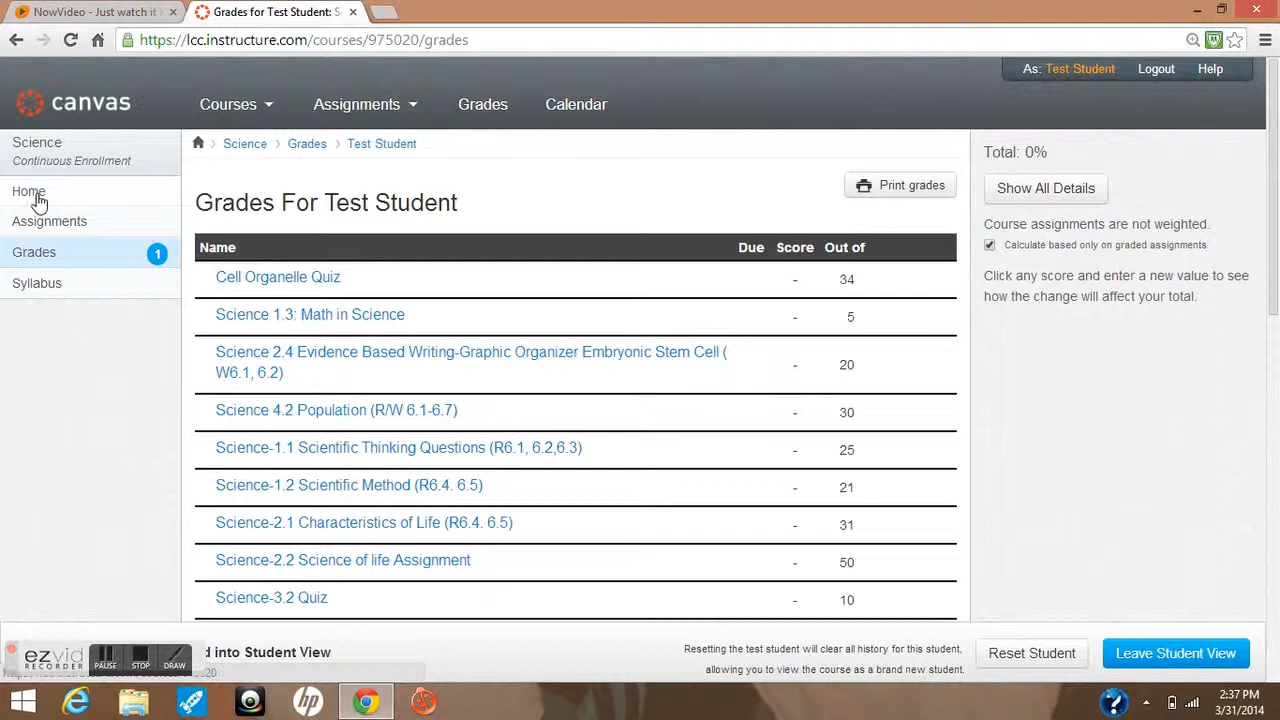 NowVideo - Just watch it
Grades for Test Student: S
https://lcc.instructure.com/courses/975020/grades
As: Test Student Logout Help
canvas Courses Assignments Grades Calendar
Science
Continuous Enrollment
Home
Assignments
Grades 1
Syllabus
Science Grades Test Student
Print grades
Grades For Test Student
Name Due Score Out of
Cell Organelle Quiz - 34
Science 1.3: Math in Science - 5
Science 2.4 Evidence Based Writing-Graphic Organizer Embryonic Stem Cell (
W6.1, 6.2) - 20
Science 4.2 Population (R/W 6.1-6.7) - 30
Science-1.1 Scientific Thinking Questions (R6.1, 6.2,6.3) - 25
Science-1.2 Scientific Method (R6.4. 6.5) - 21
Science-2.1 Characteristics of Life (R6.4. 6.5) - 31
Science-2.2 Science of life Assignment - 50
Science-3.2 Quiz - 10
Total: 0%
Show All Details
Course assignments are not weighted.
Calculate based only on graded assignments
Click any score and enter a new value to see
how the change will affect your total.
ezvid
RECORDER
PAUSE STOP DRAW
d into Student View
Resetting the test student will clear all history for this student,
allowing you to view the course as a brand new student.
Reset Student
Leave Student View
20
hp
2:37 PM
3/31/2014